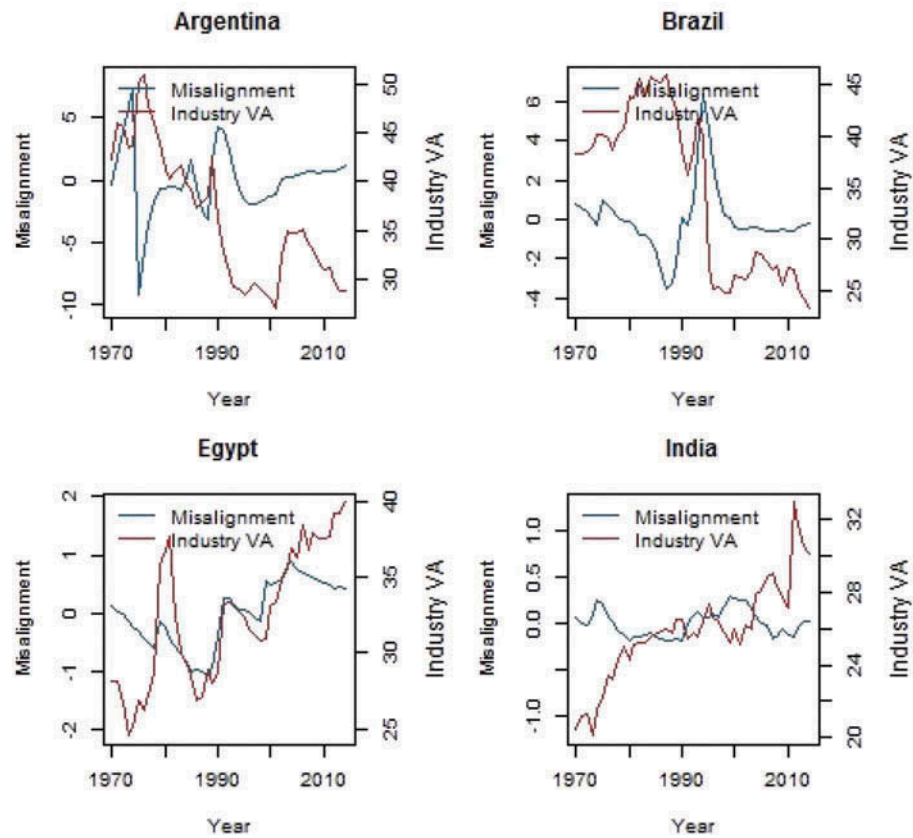 Argentina
Misalignment
Industry VA
5
0
-5
-10
Misalignment
50
45
40
35
30
Industry VA
1970
1990
2010
Year
Brazil
Misalignment
Industry VA
6
4
2
0
-2
-4
Misalignment
45
40
35
30
25
Industry VA
1970
1990
2010
Year
Egypt
Misalignment
Industry VA
2
1
0
-1
-2
Misalignment
40
35
30
25
Industry VA
1970
1990
2010
Year
India
Misalignment
Industry VA
1.0
0.5
0.0
-1.0
Misalignment
32
28
24
20
Industry VA
1970
1990
2010
Year